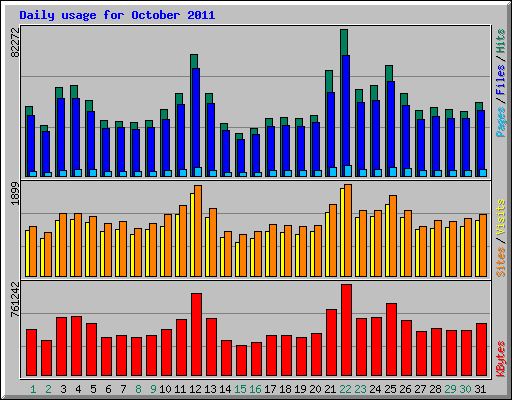 Daily usage for October 2011
82272
Pages / Files / Hits
1899
Sites / Visits
761242
KBytes
1 2 3 4 5 6 7 8 9 10 11 12 13 14 15 16 17 18 19 20 21 22 23 24 25 26 27 28 29 30 31